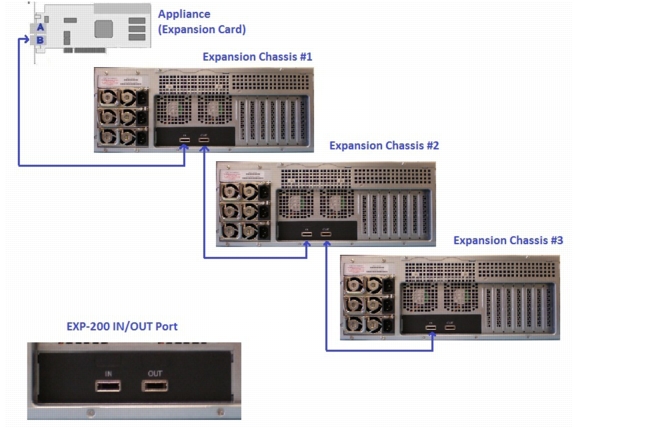 Appliance
(Expansion Card)
A
B
Expansion Chassis #1
Expansion Chassis #2
Expansion Chassis #3
EXP-200 IN/OUT Port
IN OUT